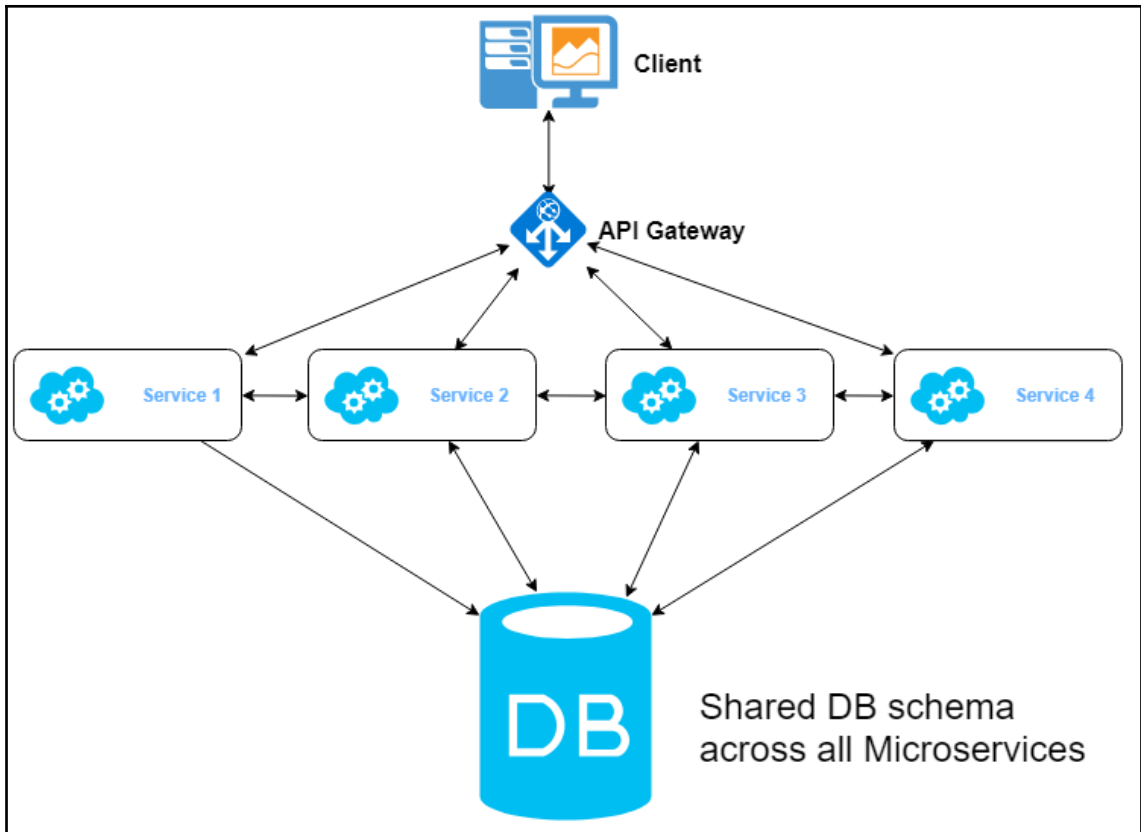 Client
API Gateway
Service 1
Service 2
Service 3
Service 4
DB
Shared DB schema
across all Microservices